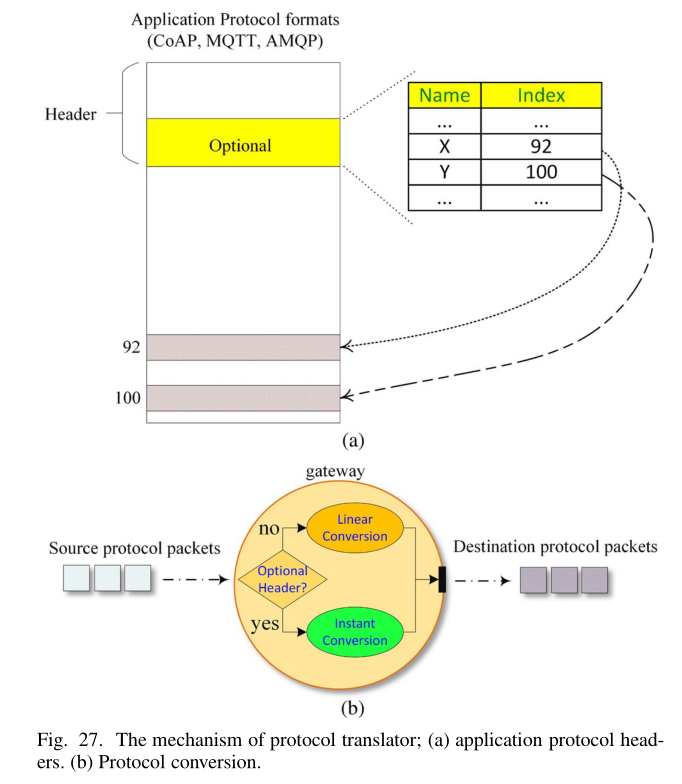 Application Protocol formats
(CoAP, MQTT, AMQP)
Header
Optional
Name Index
... ...
X 92
Y 100
... ...
92
100
(a)
gateway
Source protocol packets
no
Linear
Conversion
Optional
Header?
yes
Instant
Conversion
Destination protocol packets
(b)
Fig. 27. The mechanism of protocol translator; (a) application protocol head-
ers. (b) Protocol conversion.